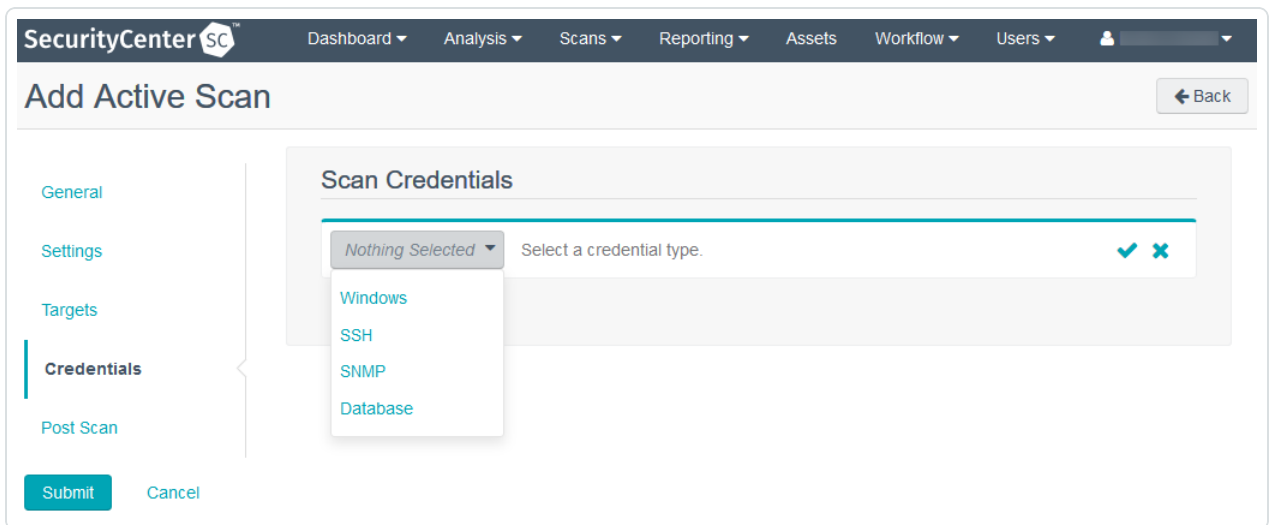 SecurityCenter SC™ Dashboard Analysis Scans Reporting Assets Workflow Users
Add Active Scan Back
General
Settings
Targets
Credentials
Post Scan
Submit Cancel
Scan Credentials
Nothing Selected Select a credential type.
Windows
SSH
SNMP
Database